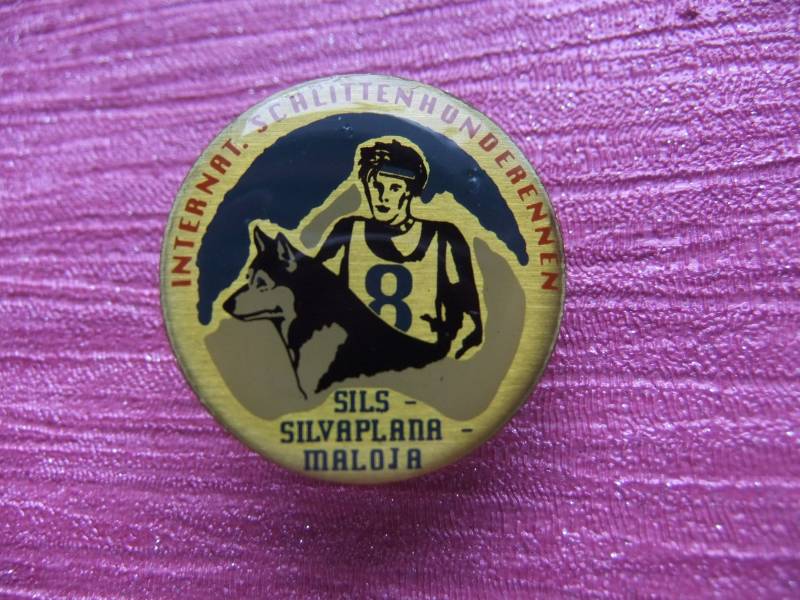 INTERNAT. SCHLITTENHUNDERENNEN
8
SILS -
SILVAPLANA -
MALOJA